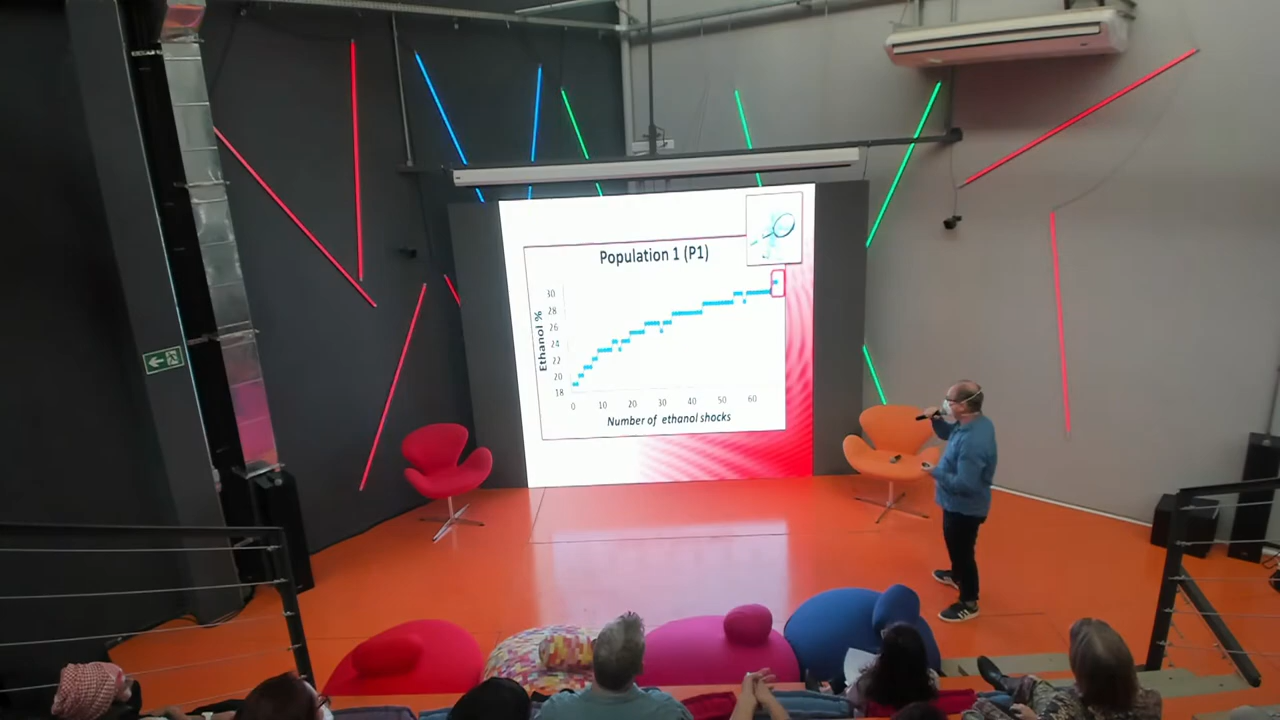 Population 1 (P1)
Ethanol %
30
28
26
24
22
20
18
0 10 20 30 40 50 60
Number of ethanol shocks